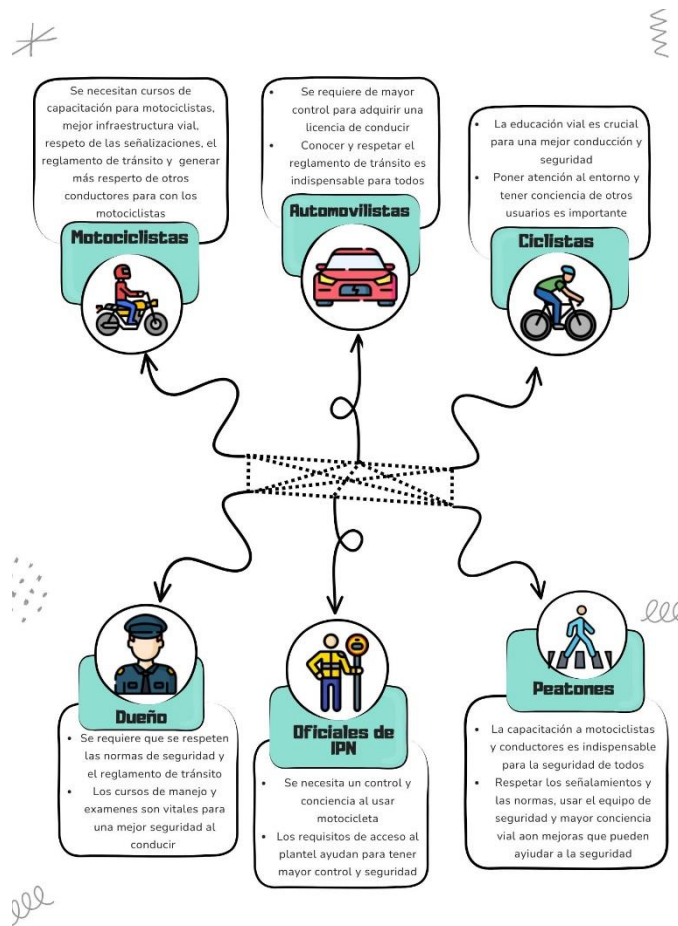 Se necesitan cursos de
capacitación para motociclistas,
mejor infraestructura vial,
respeto de las señalizaciones, el
reglamento de tránsito y generar
más resperto de otros
conductores para con los
motociclistas
Motociclistas
• Se requiere de mayor
control para adquirir una
licencia de conducir
• Conocer y respetar el
reglamento de tránsito es
indispensable para todos
Automovilistas
• La educación vial es crucial
para una mejor conducción y
seguridad
• Poner atención al entorno y
tener conciencia de otros
usuarios es importante
Ciclistas
Dueño
• Se requiere que se respeten
las normas de seguridad y
el reglamento de tránsito
• Los cursos de manejo y
examenes son vitales para
una mejor seguridad al
conducir
Oficiales de
IPN
• Se necesita un control y
conciencia al usar
motocicleta
• Los requisitos de acceso al
plantel ayudan para tener
mayor control y seguridad
Peatones
• La capacitación a motociclistas
y conductores es indispensable
para la seguridad de todos
• Respetar los señalamientos y
las normas, usar el equipo de
seguridad y mayor conciencia
vial aon mejoras que pueden
ayiudar a la seguridad